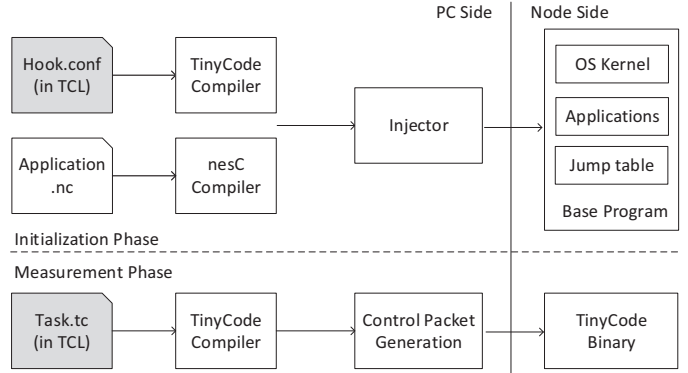 PC Side
Node Side
Hook.conf
(in TCL)
TinyCode
Compiler
Injector
OS Kernel
Applications
Jump table
Base Program
Application
.nc
nesC
Compiler
Initialization Phase
Measurement Phase
Task.tc
(in TCL)
TinyCode
Compiler
Control Packet
Generation
TinyCode
Binary